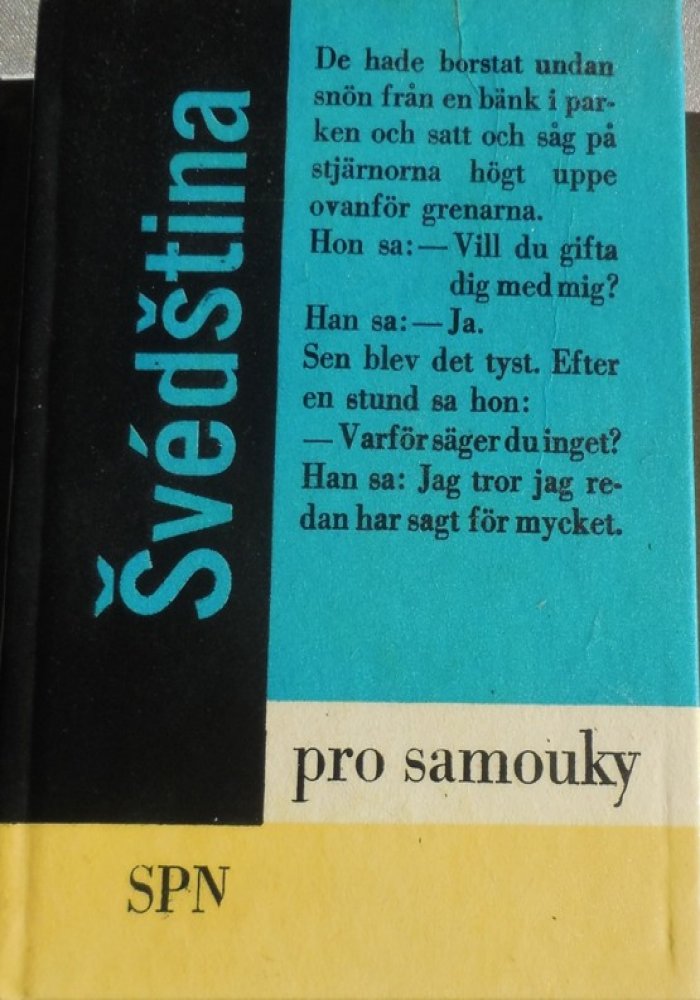 Švédština
De hade borstat undan
snön från en bänk i par-
ken och satt och såg på
stjärnorna högt uppe
ovanför grenarna.
Hon sa:—Vill du gifta
dig med mig?
Han sa:—Ja.
Sen blev det tyst. Efter
en stund sa hon:
—Varför säger du inget?
Han sa: Jag tror jag re-
dan har sagt för mycket.
pro samouky
SPN